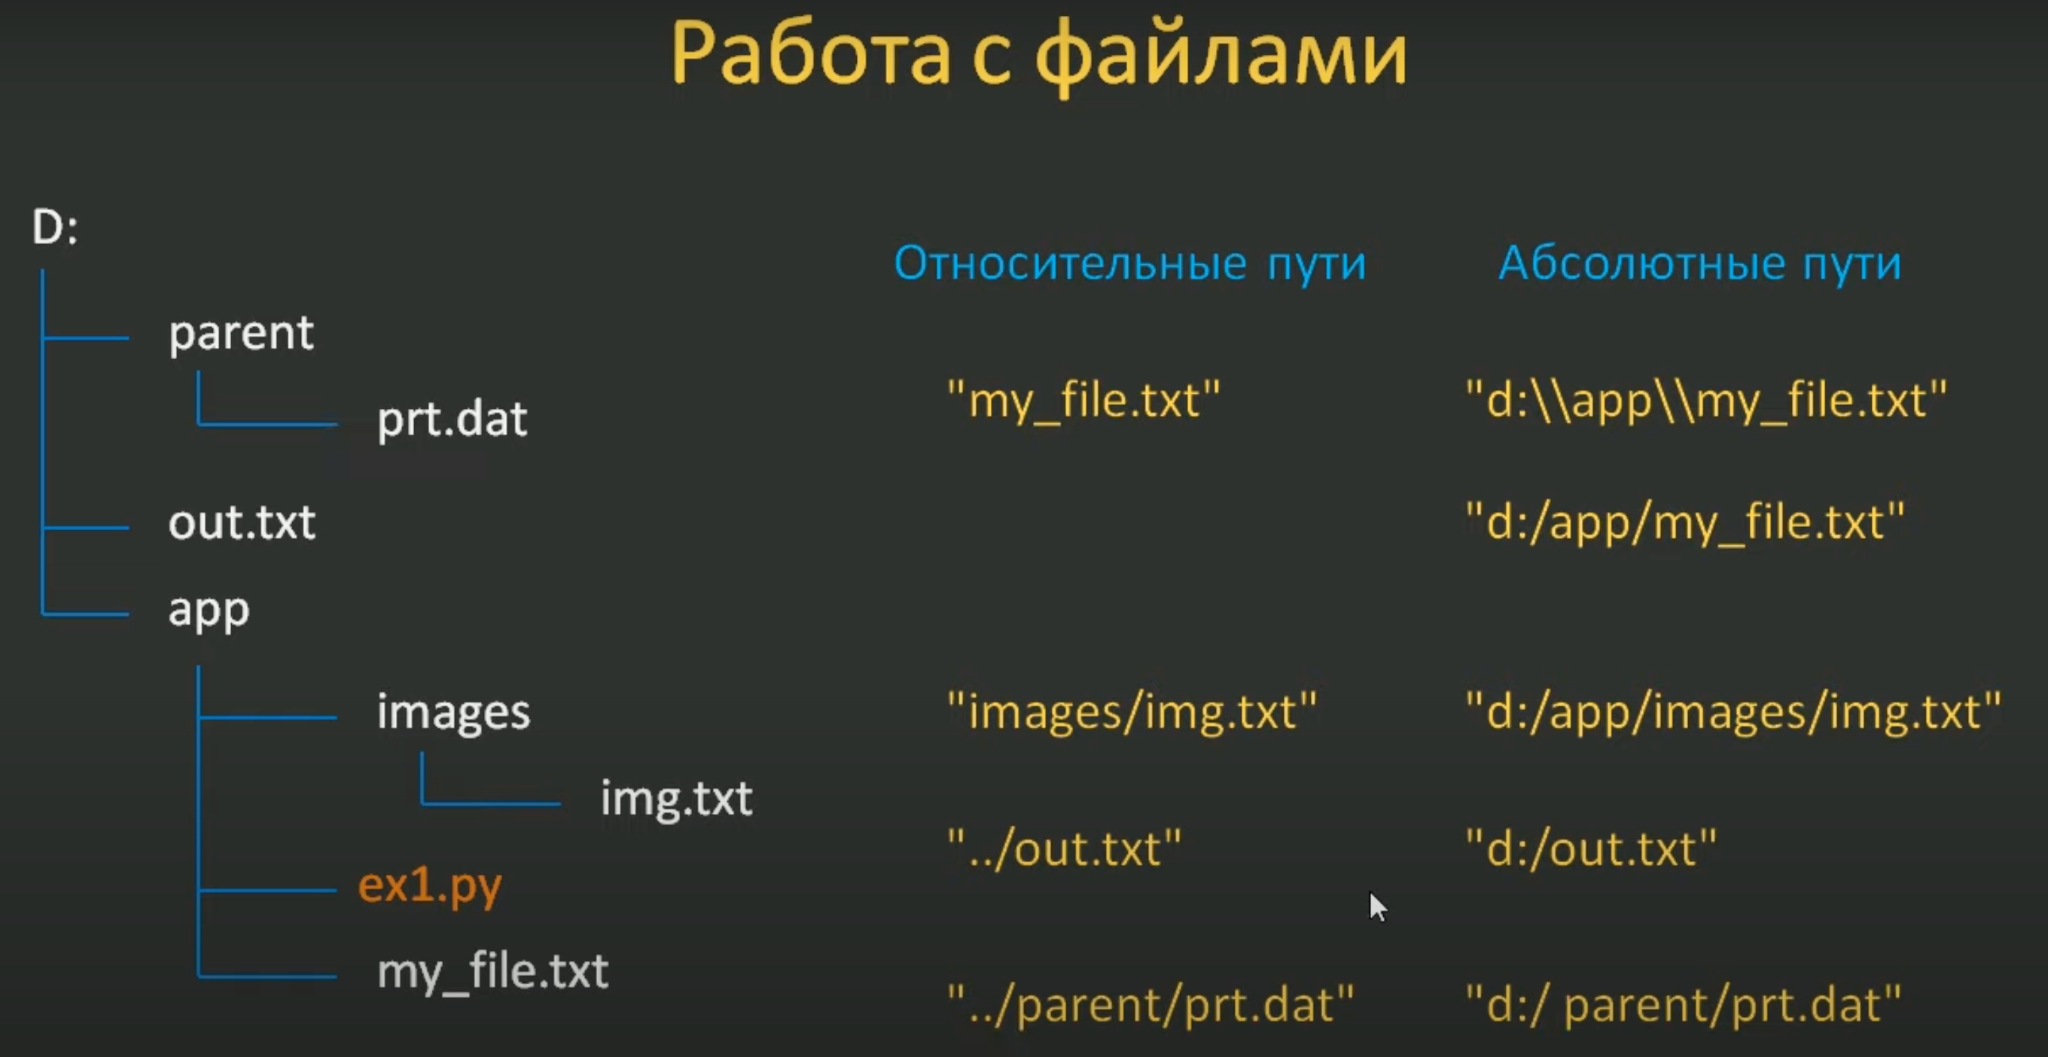 Работа с файлами
D:
Относительные пути Абсолютные пути
parent
prt.dat "my_file.txt" "d:\\app\\my_file.txt"
out.txt "d:/app/my_file.txt"
app
images "images/img.txt" "d:/app/images/img.txt"
img.txt
"../out.txt" "d:/out.txt"
ex1.py
my_file.txt
"../parent/prt.dat" "d:/ parent/prt.dat"